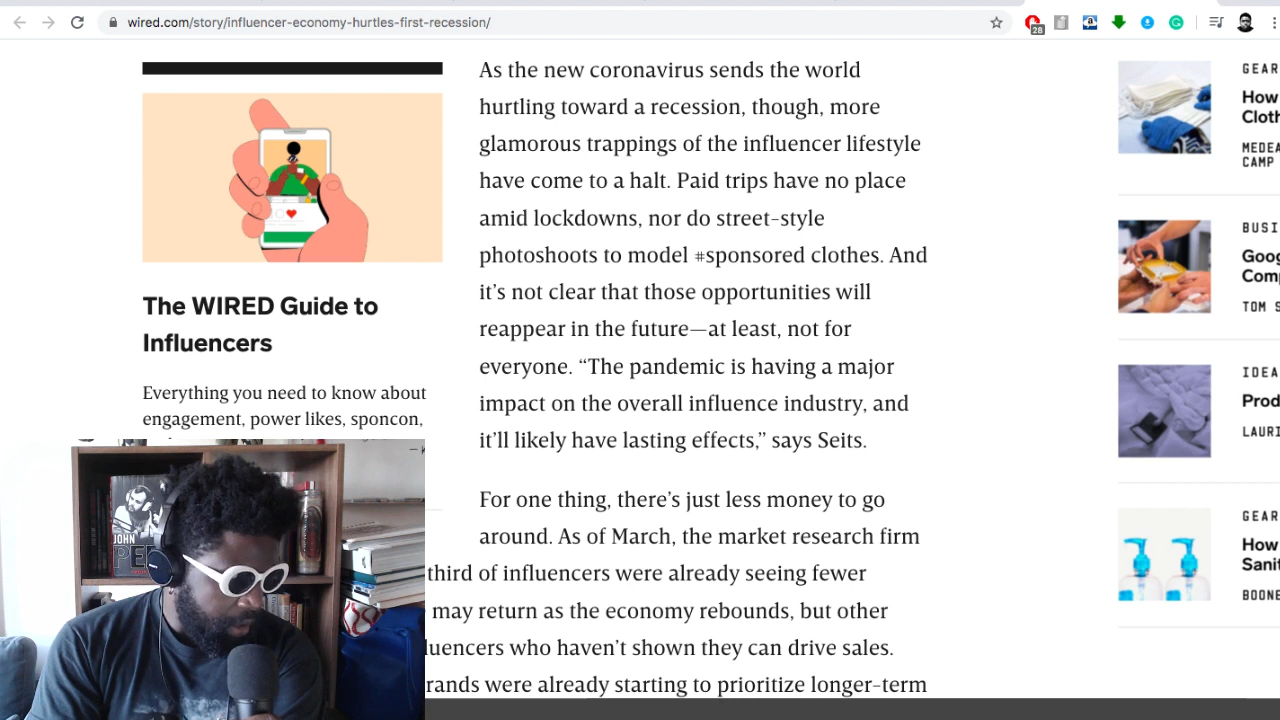 wired.com/story/influencer-economy-hurtles-first-recession/
28
As the new coronavirus sends the world
hurtling toward a recession, though, more
glamorous trappings of the influencer lifestyle
have come to a halt. Paid trips have no place
amid lockdowns, nor do street-style
photoshoots to model #sponsored clothes. And
it’s not clear that those opportunities will
reappear in the future—at least, not for
everyone. “The pandemic is having a major
impact on the overall influence industry, and
it’ll likely have lasting effects,” says Seits.
For one thing, there’s just less money to go
around. As of March, the market research firm
third of influencers were already seeing fewer
may return as the economy rebounds, but other
luencers who haven’t shown they can drive sales.
rands were already starting to prioritize longer-term
The WIRED Guide to
Influencers
Everything you need to know about
engagement, power likes, sponcon,
JOHN
GEAR
How
Cloth
MEDEA
CAMP
BUSI
Goog
Comp
TOM S
IDEA
Prod
LAURI
GEAR
How
Sanit
BOONE